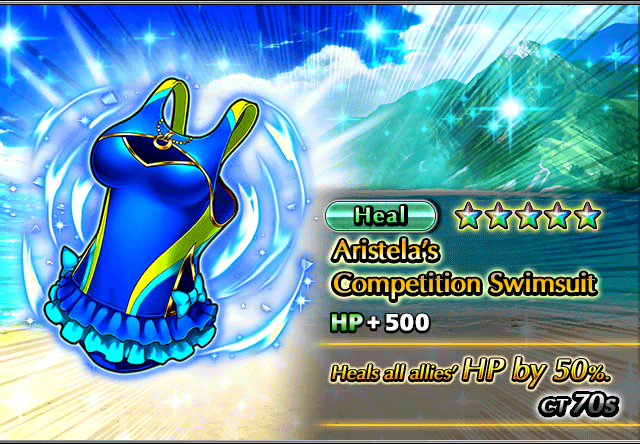 Heal
Aristela's
Competition Swimsuit
HP+500
Heals all allies' HP by 50%.
CT 70s